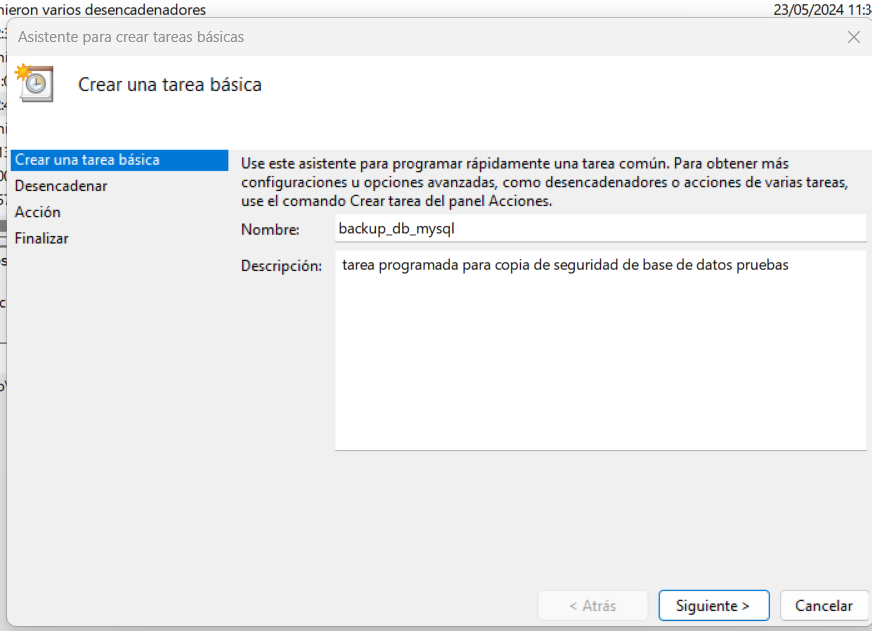 nieron varios desencadenadores
23/05/2024 11:3
Asistente para crear tareas básicas
Crear una tarea básica
Crear una tarea básica
Desencadenar
Acción
Finalizar
Use este asistente para programar rápidamente una tarea común. Para obtener más
configuraciones u opciones avanzadas, como desencadenadores o acciones de varias tareas,
use el comando Crear tarea del panel Acciones.
Nombre:
backup_db_mysql
Descripción:
tarea programada para copia de seguridad de base de datos pruebas
< Atrás
Siguiente >
Cancelar